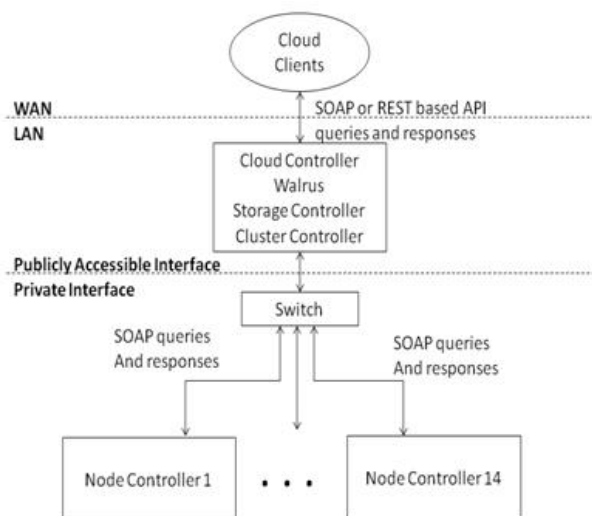 Cloud
Clients
WAN
SOAP or REST based API
LAN
queries and responses
Cloud Controller
Walrus
Storage Controller
Cluster Controller
Publicly Accessible Interface
Private Interface
Switch
SOAP queries
And responses
SOAP queries
And responses
Node Controller 1
• • •
Node Controller 14